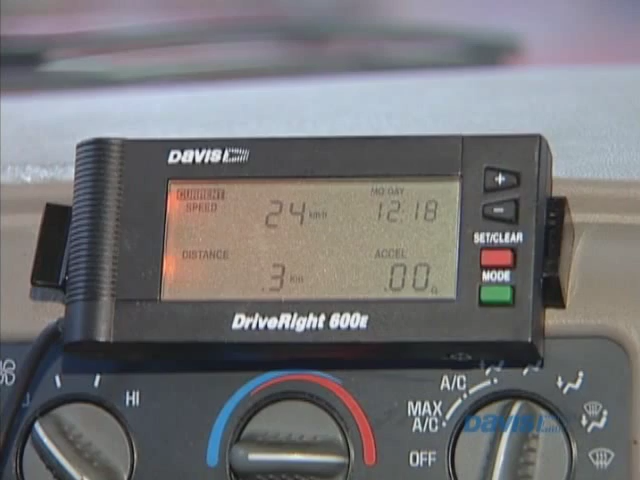 DAVIS
CURRENT
SPEED
24 km/h
MO/DAY
12.18
DISTANCE
.3 Km
ACCEL
.00 G
+
-
SET/CLEAR
MODE
DriveRight 600E
HI
A/C
MAX
A/C
OFF
DAVIS